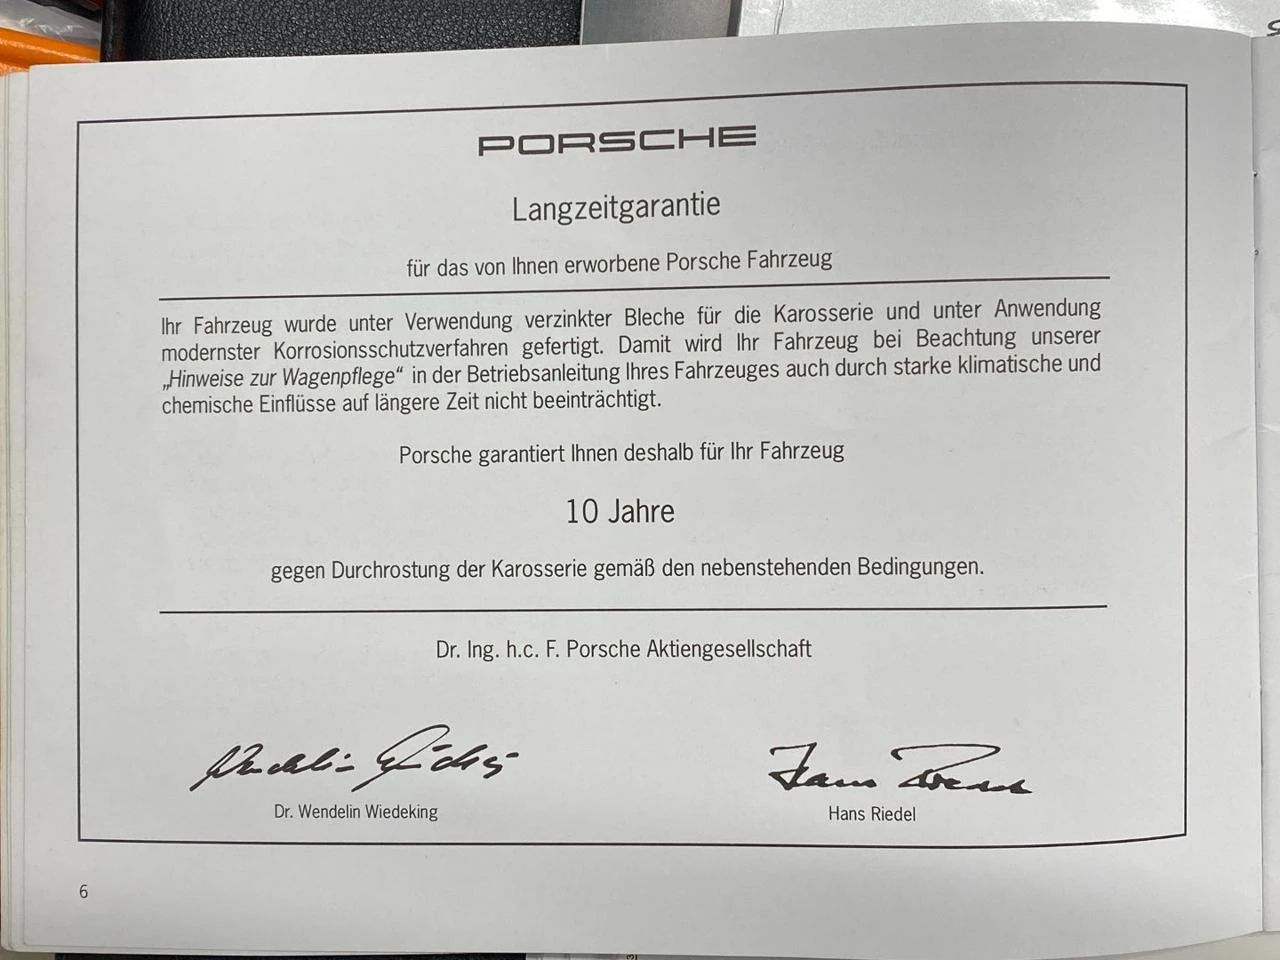 PORSCHE
Langzeitgarantie
für das von Ihnen erworbene Porsche Fahrzeug
Ihr Fahrzeug wurde unter Verwendung verzinkter Bleche für die Karosserie und unter Anwendung
modernster Korrosionsschutzverfahren gefertigt. Damit wird Ihr Fahrzeug bei Beachtung unserer
„Hinweise zur Wagenpflege“ in der Betriebsanleitung Ihres Fahrzeuges auch durch starke klimatische und
chemische Einflüsse auf längere Zeit nicht beeinträchtigt.
Porsche garantiert Ihnen deshalb für Ihr Fahrzeug
10 Jahre
gegen Durchrostung der Karosserie gemäß den nebenstehenden Bedingungen.
Dr. Ing. h.c. F. Porsche Aktiengesellschaft
Wendelin Wiedeking
Hans Riedel
Dr. Wendelin Wiedeking
Hans Riedel
6